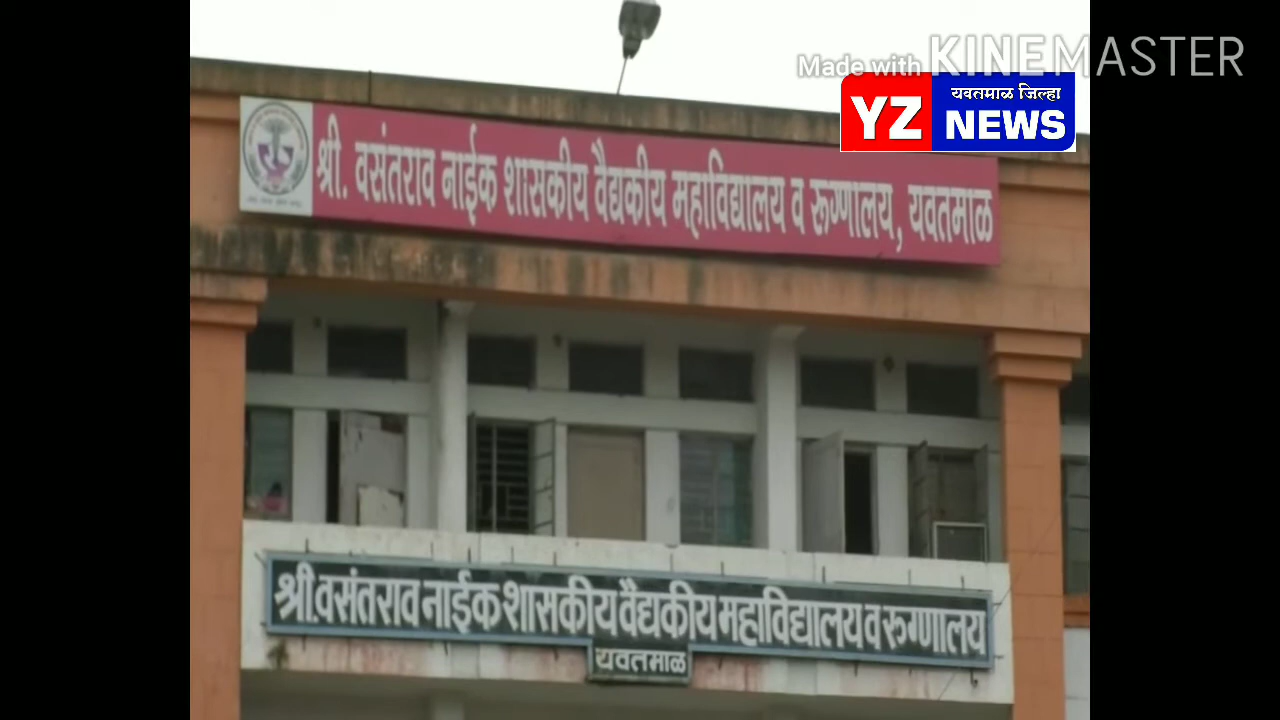 Made with KINEMASTER
यवतमाळ जिल्हा
YZ NEWS
श्री. वसंतराव नाईक शासकीय वैद्यकीय महाविद्यालय व रूग्णालय, यवतमाळ
श्री.वसंतराव नाईक शासकीय वैद्यकीय महाविद्यालय व रुग्णालय
यवतमाळ